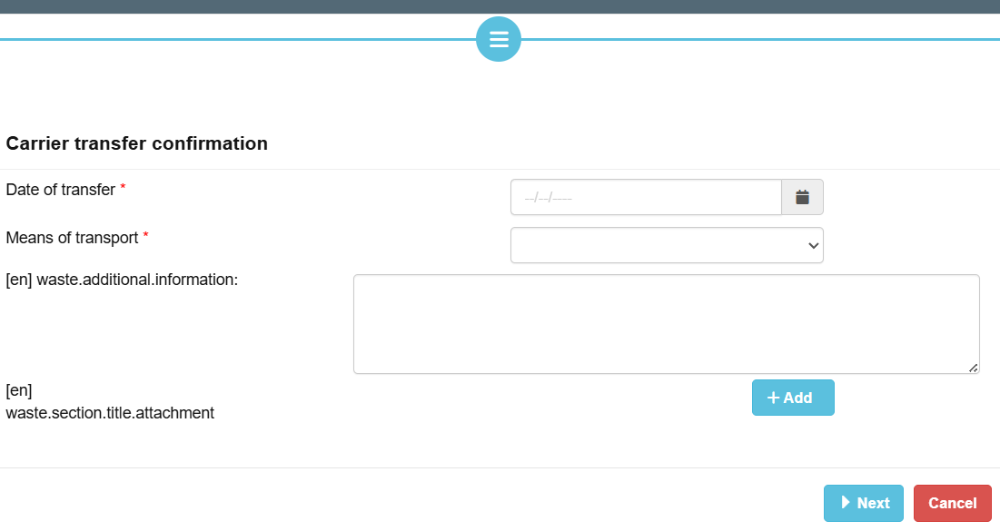 Carrier transfer confirmation
Date of transfer *
--/--/----
Means of transport *
[en] waste.additional.information:
[en]
waste.section.title.attachment
+ Add
Next
Cancel